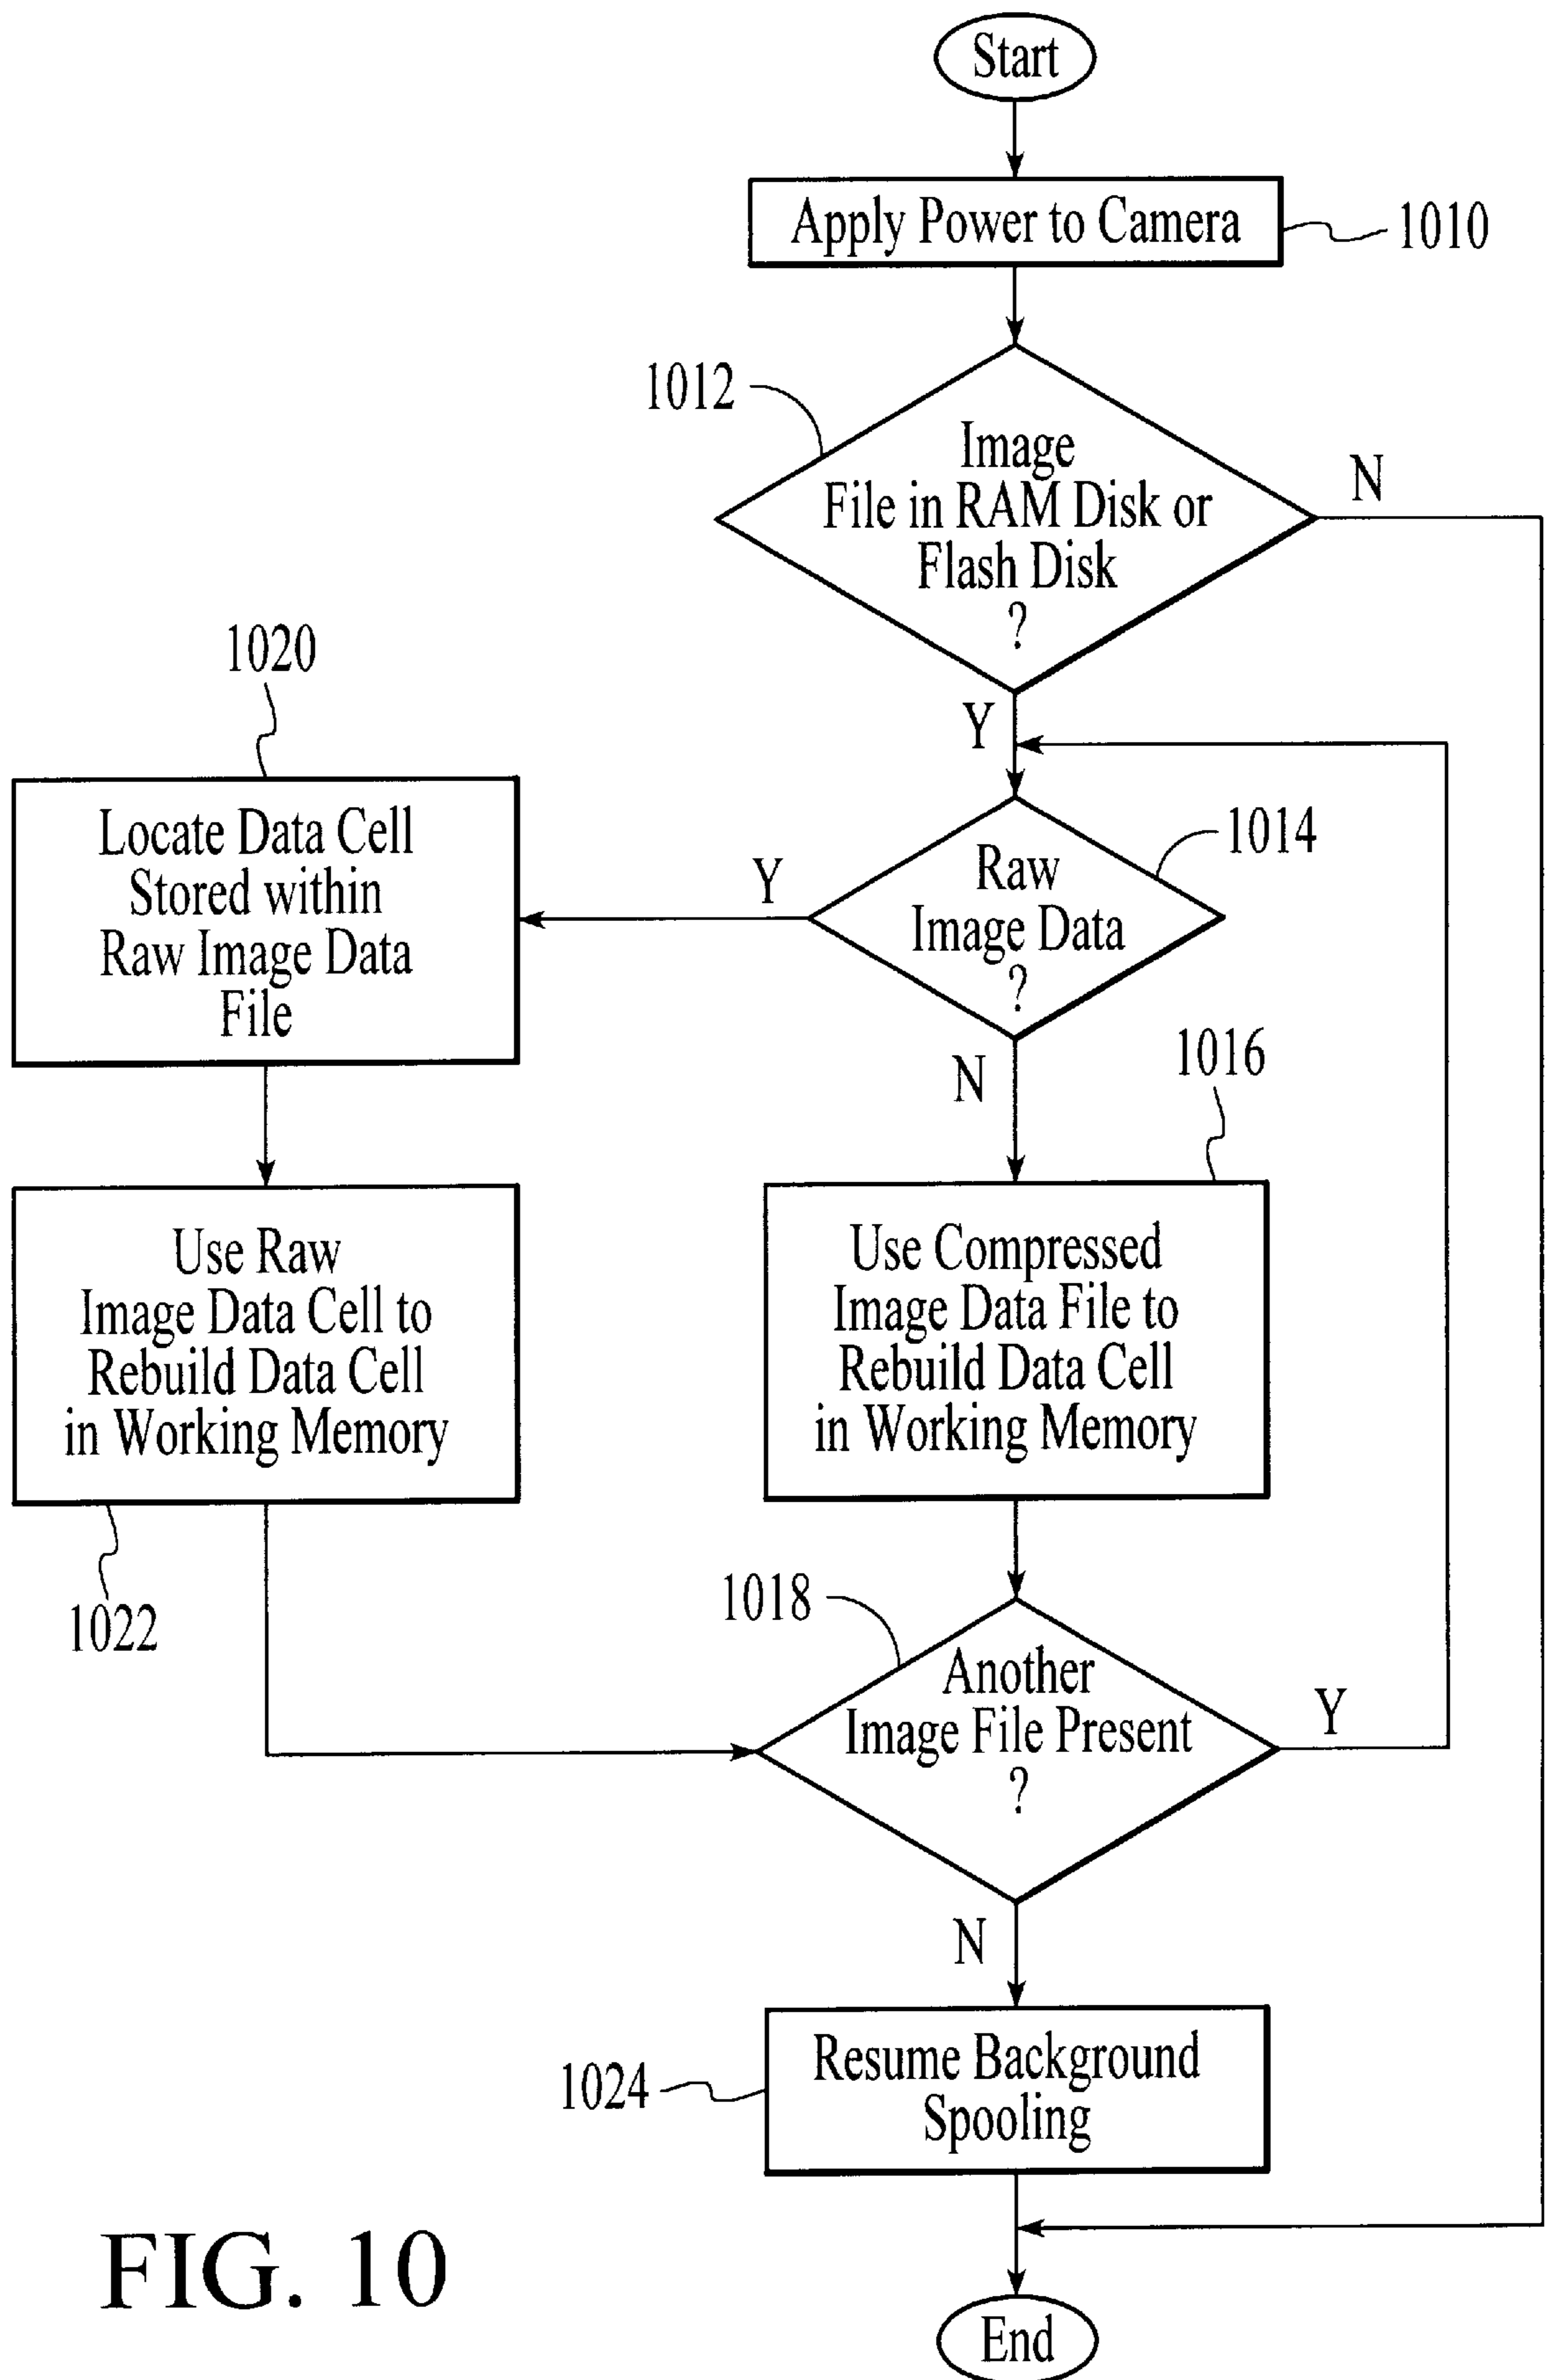 Start
Apply Power to Camera
1010
1012
Image
File in RAM Disk or
Flash Disk
?
N
Y
1020
Locate Data Cell
Stored within
Raw Image Data
File
Y
Raw
Image Data
?
1014
N
1016
Use Raw
Image Data Cell to
Rebuild Data Cell
in Working Memory
1022
Use Compressed
Image Data File to
Rebuild Data Cell
in Working Memory
1018
Another
Image File Present
?
Y
N
1024
Resume Background
Spooling
End
FIG. 10